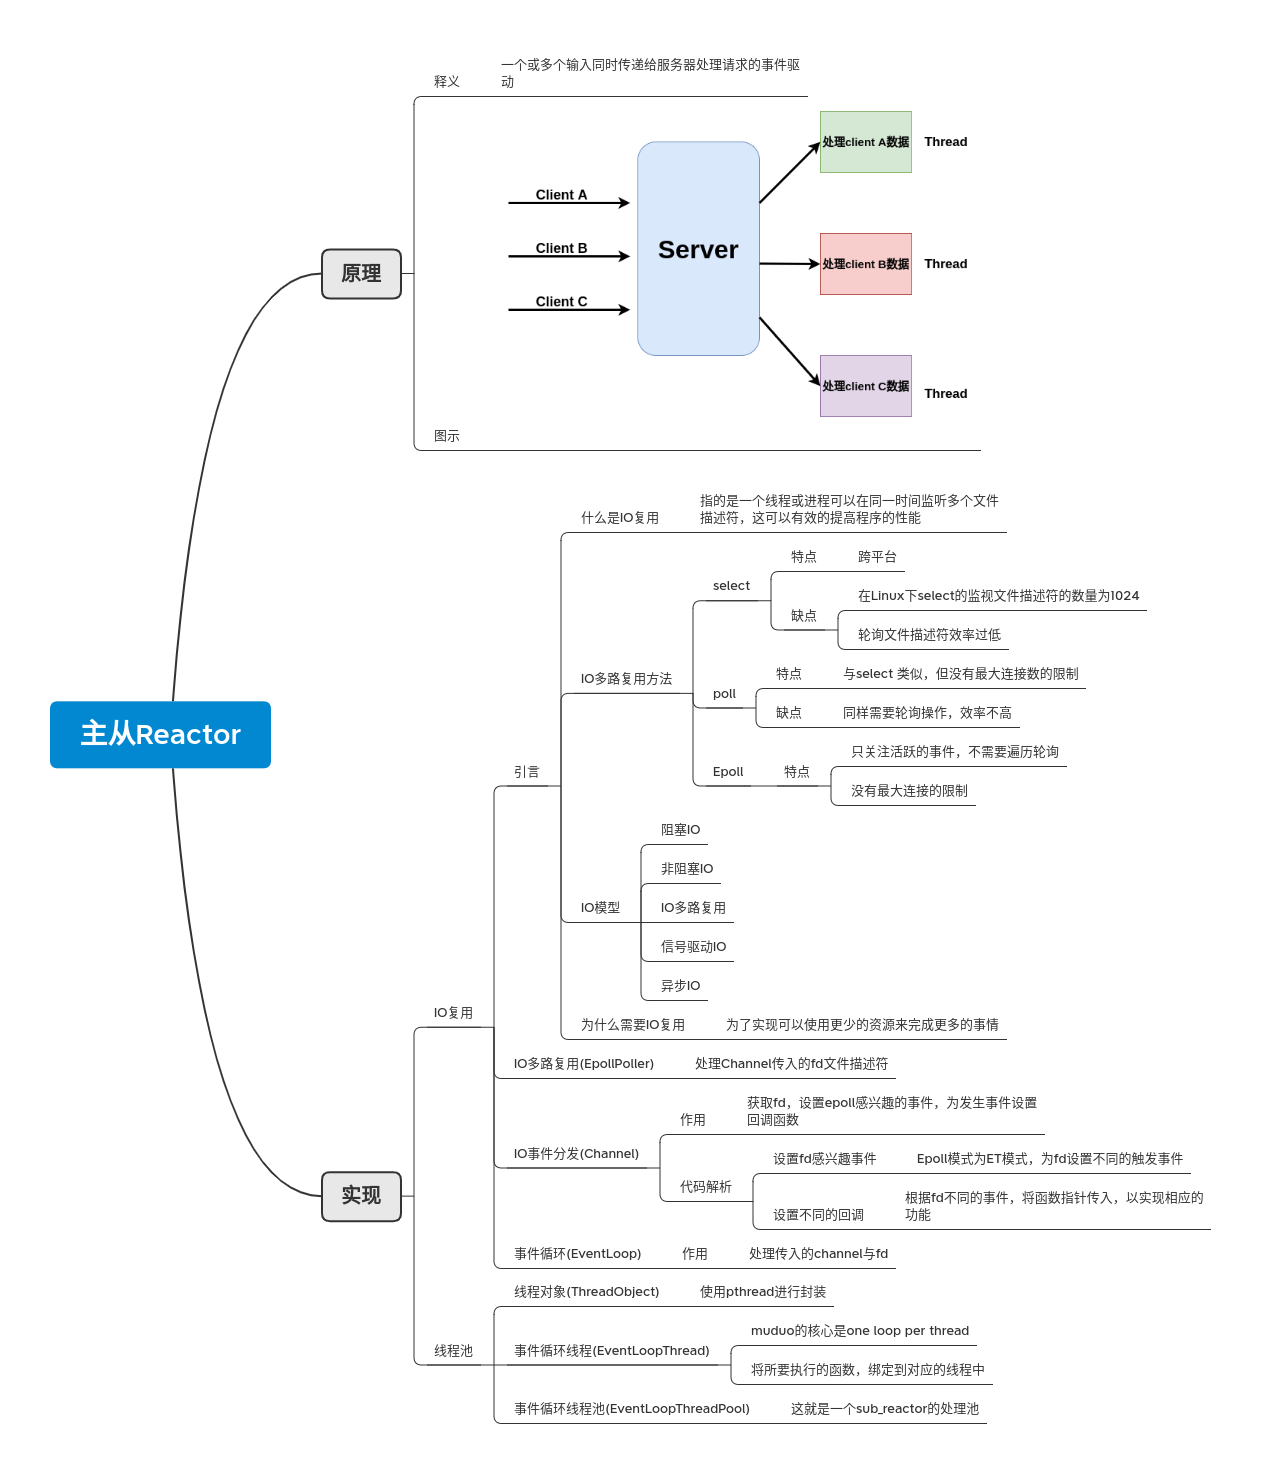 主从Reactor
原理
释义
一个或多个输入同时传递给服务器处理请求的事件驱
动
图示
Client A
Client B
Client C
Server
处理client A数据
Thread
处理client B数据
Thread
处理client C数据
Thread
实现
IO复用
引言
什么是IO复用
指的是一个线程或进程可以在同一时间监听多个文件
描述符，这可以有效的提高程序的性能
IO多路复用方法
select
特点
跨平台
缺点
在Linux下select的监视文件描述符的数量为1024
轮询文件描述符效率过低
poll
特点
与select 类似，但没有最大连接数的限制
缺点
同样需要轮询操作，效率不高
Epoll
特点
只关注活跃的事件，不需要遍历轮询
没有最大连接的限制
IO模型
阻塞IO
非阻塞IO
IO多路复用
信号驱动IO
异步IO
为什么需要IO复用
为了实现可以使用更少的资源来完成更多的事情
IO多路复用(EpollPoller)
处理Channel传入的fd文件描述符
IO事件分发(Channel)
作用
获取fd，设置epoll感兴趣的事件，为发生事件设置
回调函数
代码解析
设置fd感兴趣事件
Epoll模式为ET模式，为fd设置不同的触发事件
设置不同的回调
根据fd不同的事件，将函数指针传入，以实现相应的
功能
事件循环(EventLoop)
作用
处理传入的channel与fd
线程池
线程对象(ThreadObject)
使用pthread进行封装
事件循环线程(EventLoopThread)
muduo的核心是one loop per thread
将所要执行的函数，绑定到对应的线程中
事件循环线程池(EventLoopThreadPool)
这就是一个sub_reactor的处理池